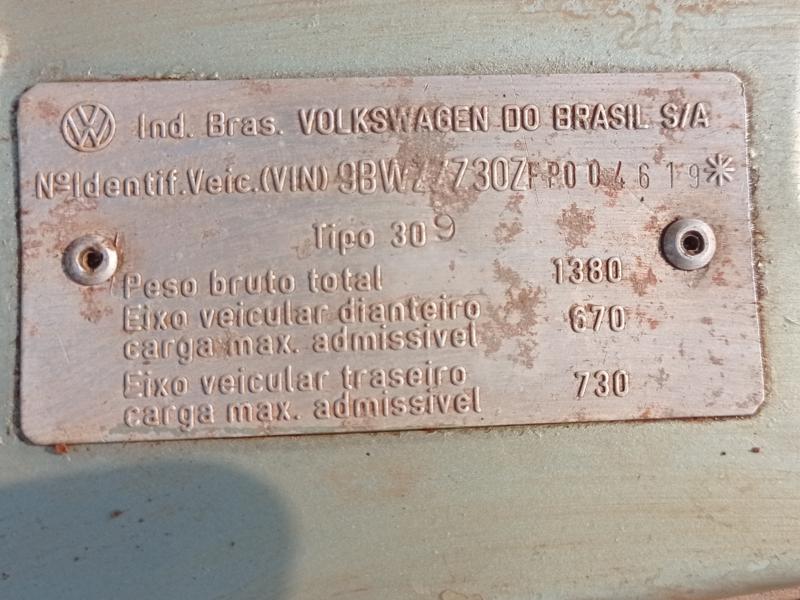 VW Ind. Bras. VOLKSWAGEN DO BRASIL S/A
NºIdentif.Veic.(VIN) 9BWZZZ30ZFP004619*
Tipo 309
Peso bruto total 1380
Eixo veicular dianteiro 670
carga max. admissivel
Eixo veicular traseiro 730
carga max. admissivel